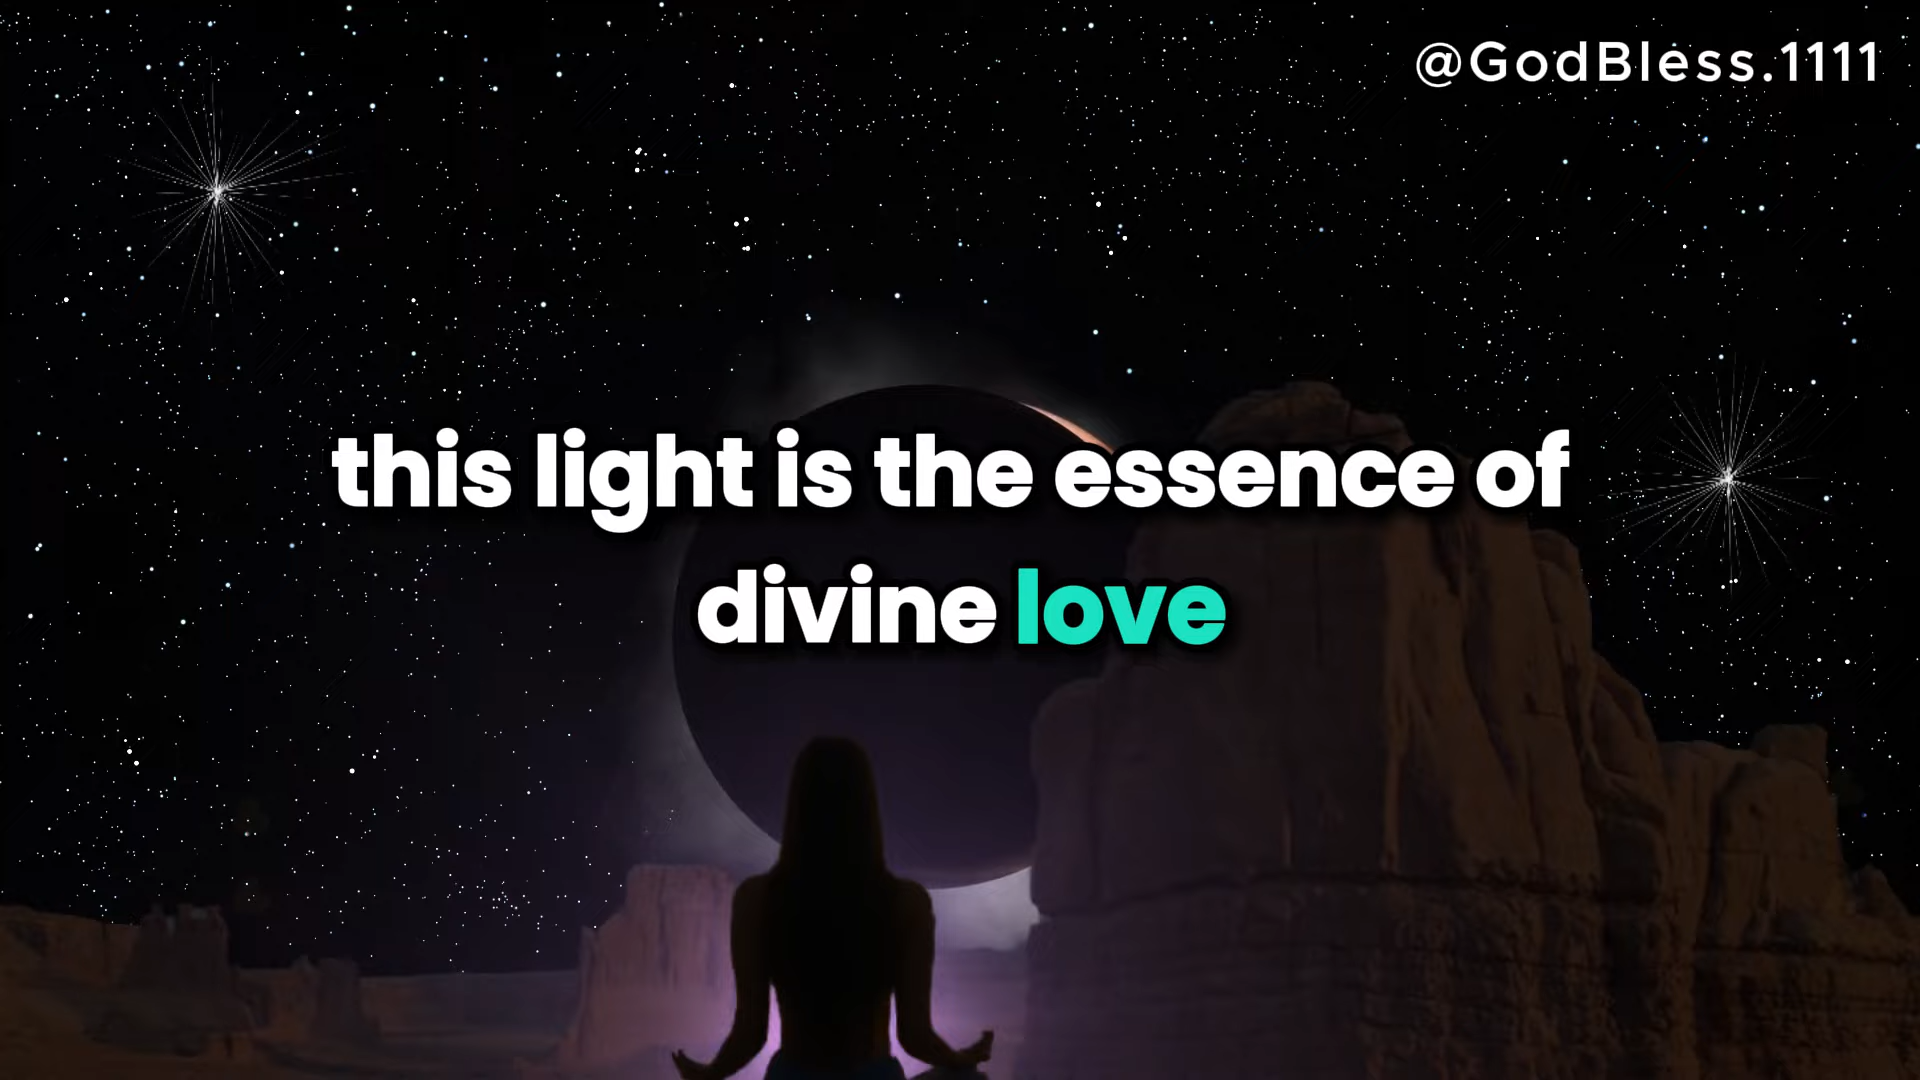 @GodBless.1111
this light is the essence of
divine love